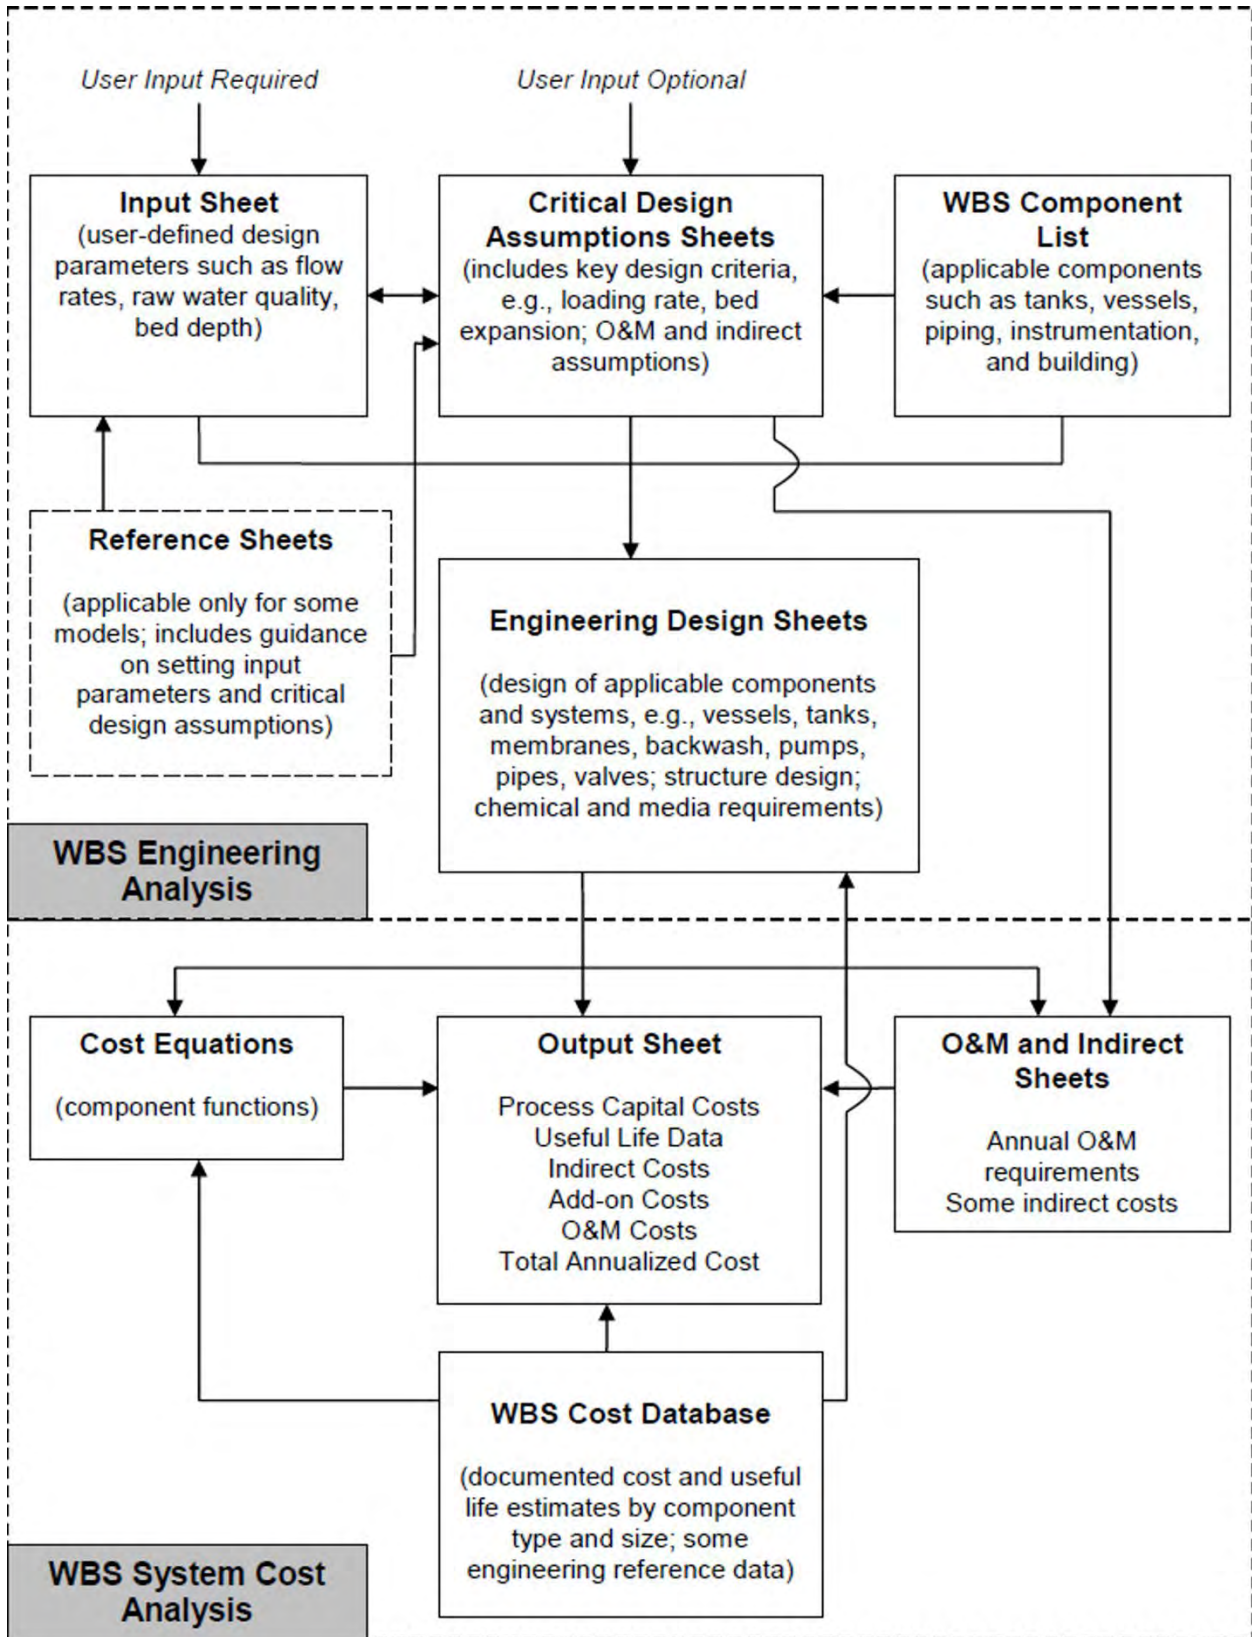 User Input Required
User Input Optional
Input Sheet
(user-defined design
parameters such as flow
rates, raw water quality,
bed depth)
Critical Design
Assumptions Sheets
(includes key design criteria,
e.g., loading rate, bed
expansion; O&M and indirect
assumptions)
WBS Component
List
(applicable components
such as tanks, vessels,
piping, instrumentation,
and building)
Reference Sheets
(applicable only for some
models; includes guidance
on setting input
parameters and critical
design assumptions)
Engineering Design Sheets
(design of applicable components
and systems, e.g., vessels, tanks,
membranes, backwash, pumps,
pipes, valves; structure design;
chemical and media requirements)
WBS Engineering
Analysis
Cost Equations
(component functions)
Output Sheet
Process Capital Costs
Useful Life Data
Indirect Costs
Add-on Costs
O&M Costs
Total Annualized Cost
O&M and Indirect
Sheets
Annual O&M
requirements
Some indirect costs
WBS Cost Database
(documented cost and useful
life estimates by component
type and size; some
engineering reference data)
WBS System Cost
Analysis